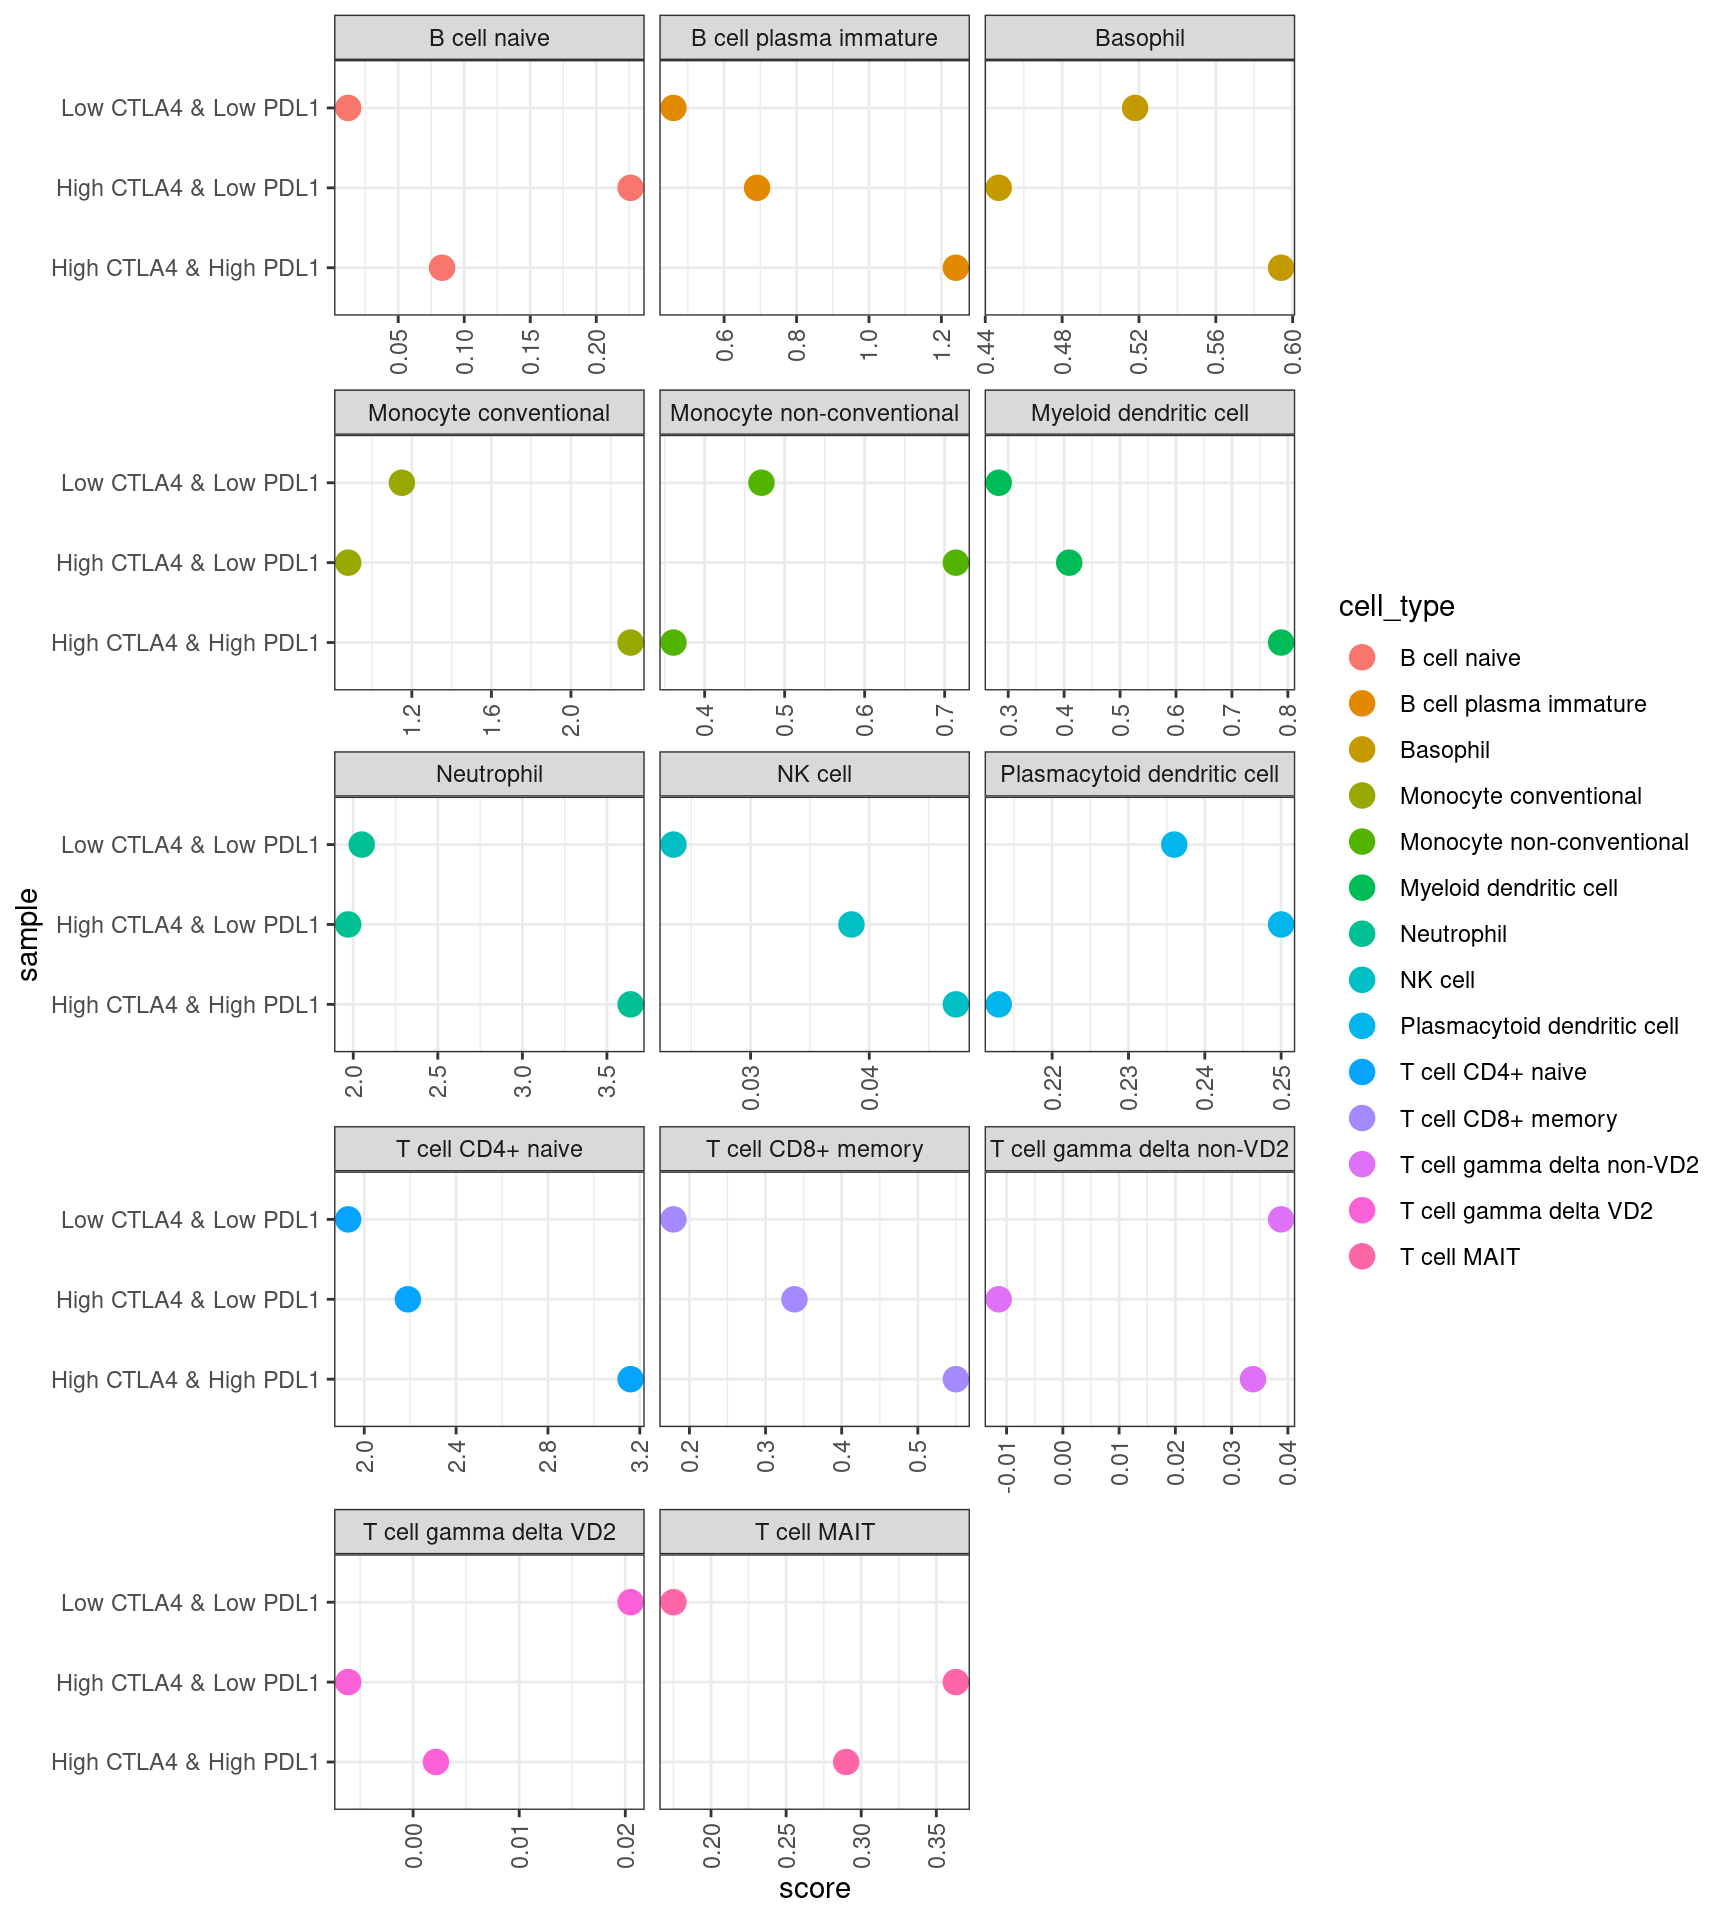 B cell naive
B cell plasma immature
Basophil
Low CTLA4 & Low PDL1
High CTLA4 & Low PDL1
High CTLA4 & High PDL1
0.05
0.10
0.15
0.20
0.6
0.8
1.0
1.2
0.44
0.48
0.52
0.56
0.60
Monocyte conventional
Monocyte non-conventional
Myeloid dendritic cell
Low CTLA4 & Low PDL1
High CTLA4 & Low PDL1
High CTLA4 & High PDL1
1.2
1.6
2.0
0.4
0.5
0.6
0.7
0.3
0.4
0.5
0.6
0.7
0.8
Neutrophil
NK cell
Plasmacytoid dendritic cell
Low CTLA4 & Low PDL1
High CTLA4 & Low PDL1
High CTLA4 & High PDL1
2.0
2.5
3.0
3.5
0.03
0.04
0.22
0.23
0.24
0.25
T cell CD4+ naive
T cell CD8+ memory
T cell gamma delta non-VD2
Low CTLA4 & Low PDL1
High CTLA4 & Low PDL1
High CTLA4 & High PDL1
2.0
2.4
2.8
3.2
0.2
0.3
0.4
0.5
-0.01
0.00
0.01
0.02
0.03
0.04
T cell gamma delta VD2
T cell MAIT
Low CTLA4 & Low PDL1
High CTLA4 & Low PDL1
High CTLA4 & High PDL1
0.00
0.01
0.02
0.20
0.25
0.30
0.35
score
sample
cell_type
B cell naive
B cell plasma immature
Basophil
Monocyte conventional
Monocyte non-conventional
Myeloid dendritic cell
Neutrophil
NK cell
Plasmacytoid dendritic cell
T cell CD4+ naive
T cell CD8+ memory
T cell gamma delta non-VD2
T cell gamma delta VD2
T cell MAIT